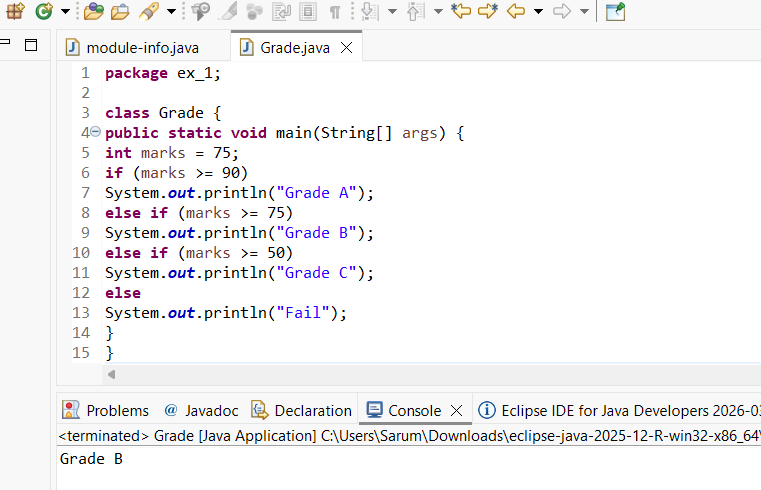 module-info.java
Grade.java
1 package ex_1;
2
3 class Grade {
4 public static void main(String[] args) {
5 int marks = 75;
6 if (marks >= 90)
7 System.out.println("Grade A");
8 else if (marks >= 75)
9 System.out.println("Grade B");
10 else if (marks >= 50)
11 System.out.println("Grade C");
12 else
13 System.out.println("Fail");
14 }
15 }
Problems @ Javadoc Declaration Console Eclipse IDE for Java Developers 2026-03
<terminated> Grade [Java Application] C:\Users\Sarum\Downloads\eclipse-java-2025-12-R-win32-x86_64\
Grade B